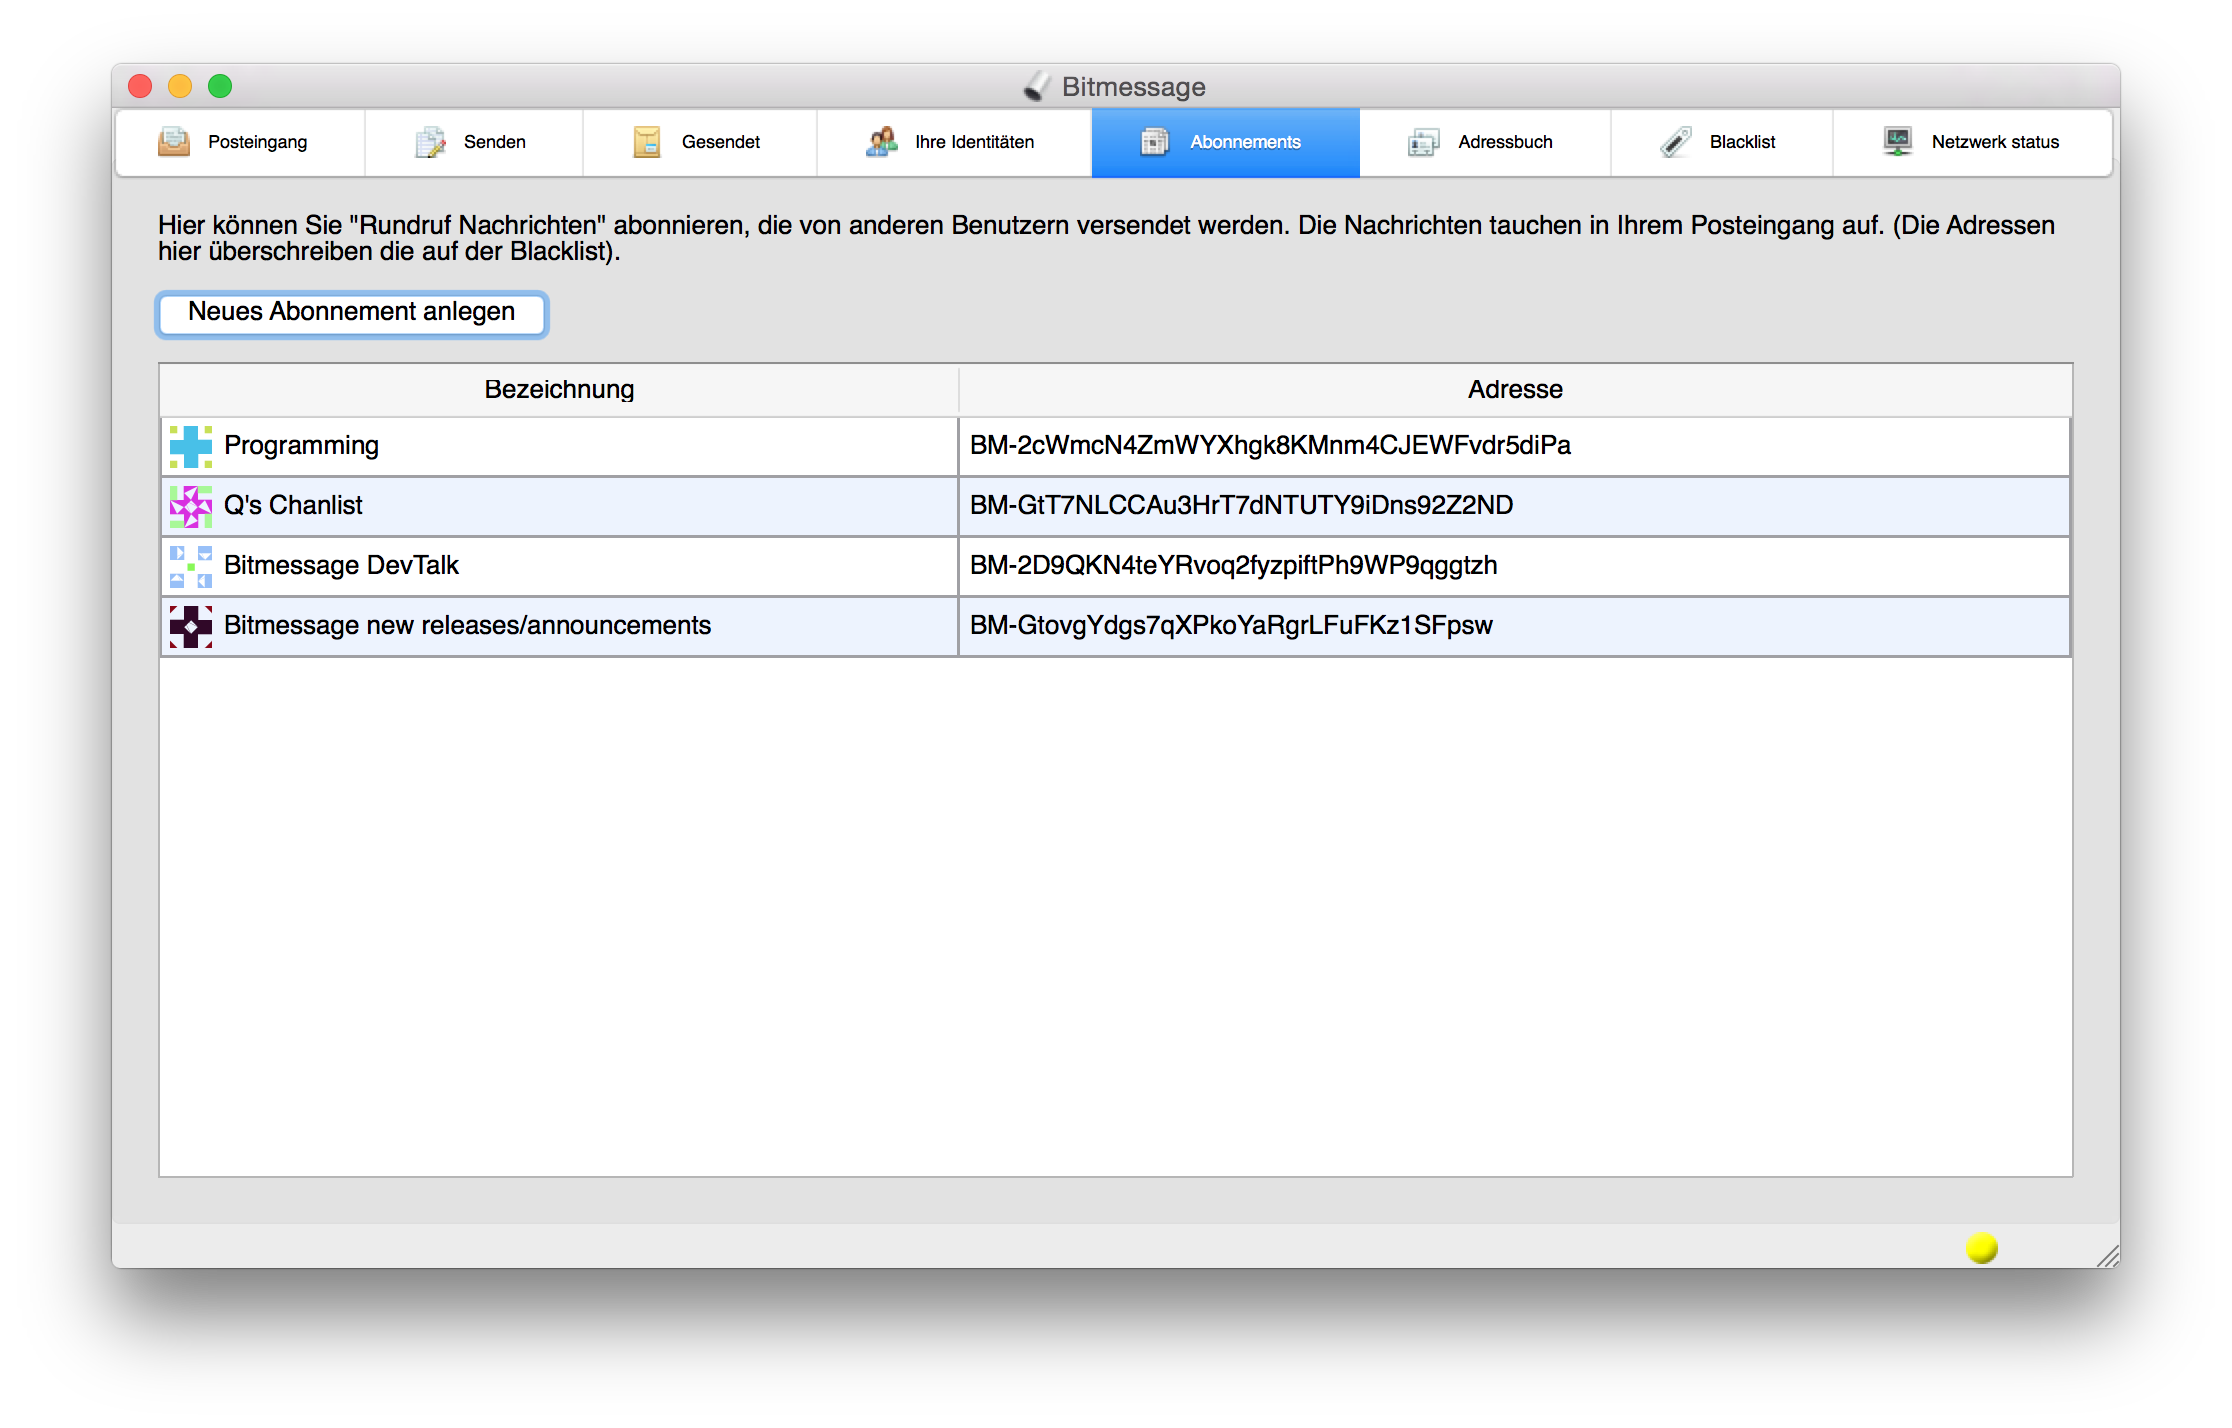 Bitmessage
Posteingang Senden Gesendet Ihre Identitäten Abonnements Adressbuch Blacklist Netzwerk status
Hier können Sie "Rundruf Nachrichten" abonnieren, die von anderen Benutzern versendet werden. Die Nachrichten tauchen in Ihrem Posteingang auf. (Die Adressen
hier überschreiben die auf der Blacklist).
Neues Abonnement anlegen
Bezeichnung Adresse
Programming BM-2cWmcN4ZmWYXhgk8KMnm4CJEWFvdr5diPa
Q's Chanlist BM-GtT7NLCCAu3HrT7dNTUTY9iDns92Z2ND
Bitmessage DevTalk BM-2D9QKN4teYRvoq2fyzpiftPh9WP9qggtzh
Bitmessage new releases/announcements BM-GtovgYdgs7qXPkoYaRgrLFuFKz1SFpsw